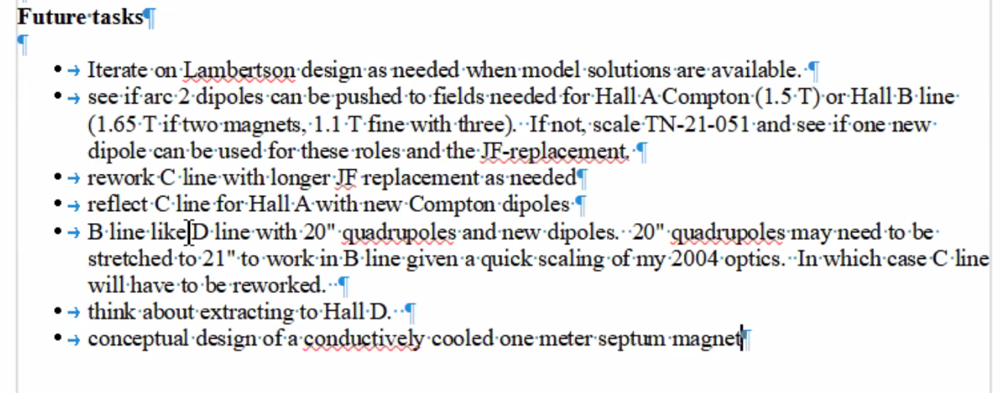 Future tasks
Iterate on Lambertson design as needed when model solutions are available.
see if arc 2 dipoles can be pushed to fields needed for Hall A Compton (1.5 T) or Hall B line
(1.65 T if two magnets, 1.1 T fine with three).  If not, scale TN-21-051 and see if one new
dipole can be used for these roles and the JF-replacement.
rework C line with longer JF replacement as needed
reflect C line for Hall A with new Compton dipoles
B line like D line with 20" quadrupoles and new dipoles.  20" quadrupoles may need to be
stretched to 21" to work in B line given a quick scaling of my 2004 optics.  In which case C line
will have to be reworked.
think about extracting to Hall D.
conceptual design of a conductively cooled one meter septum magnet